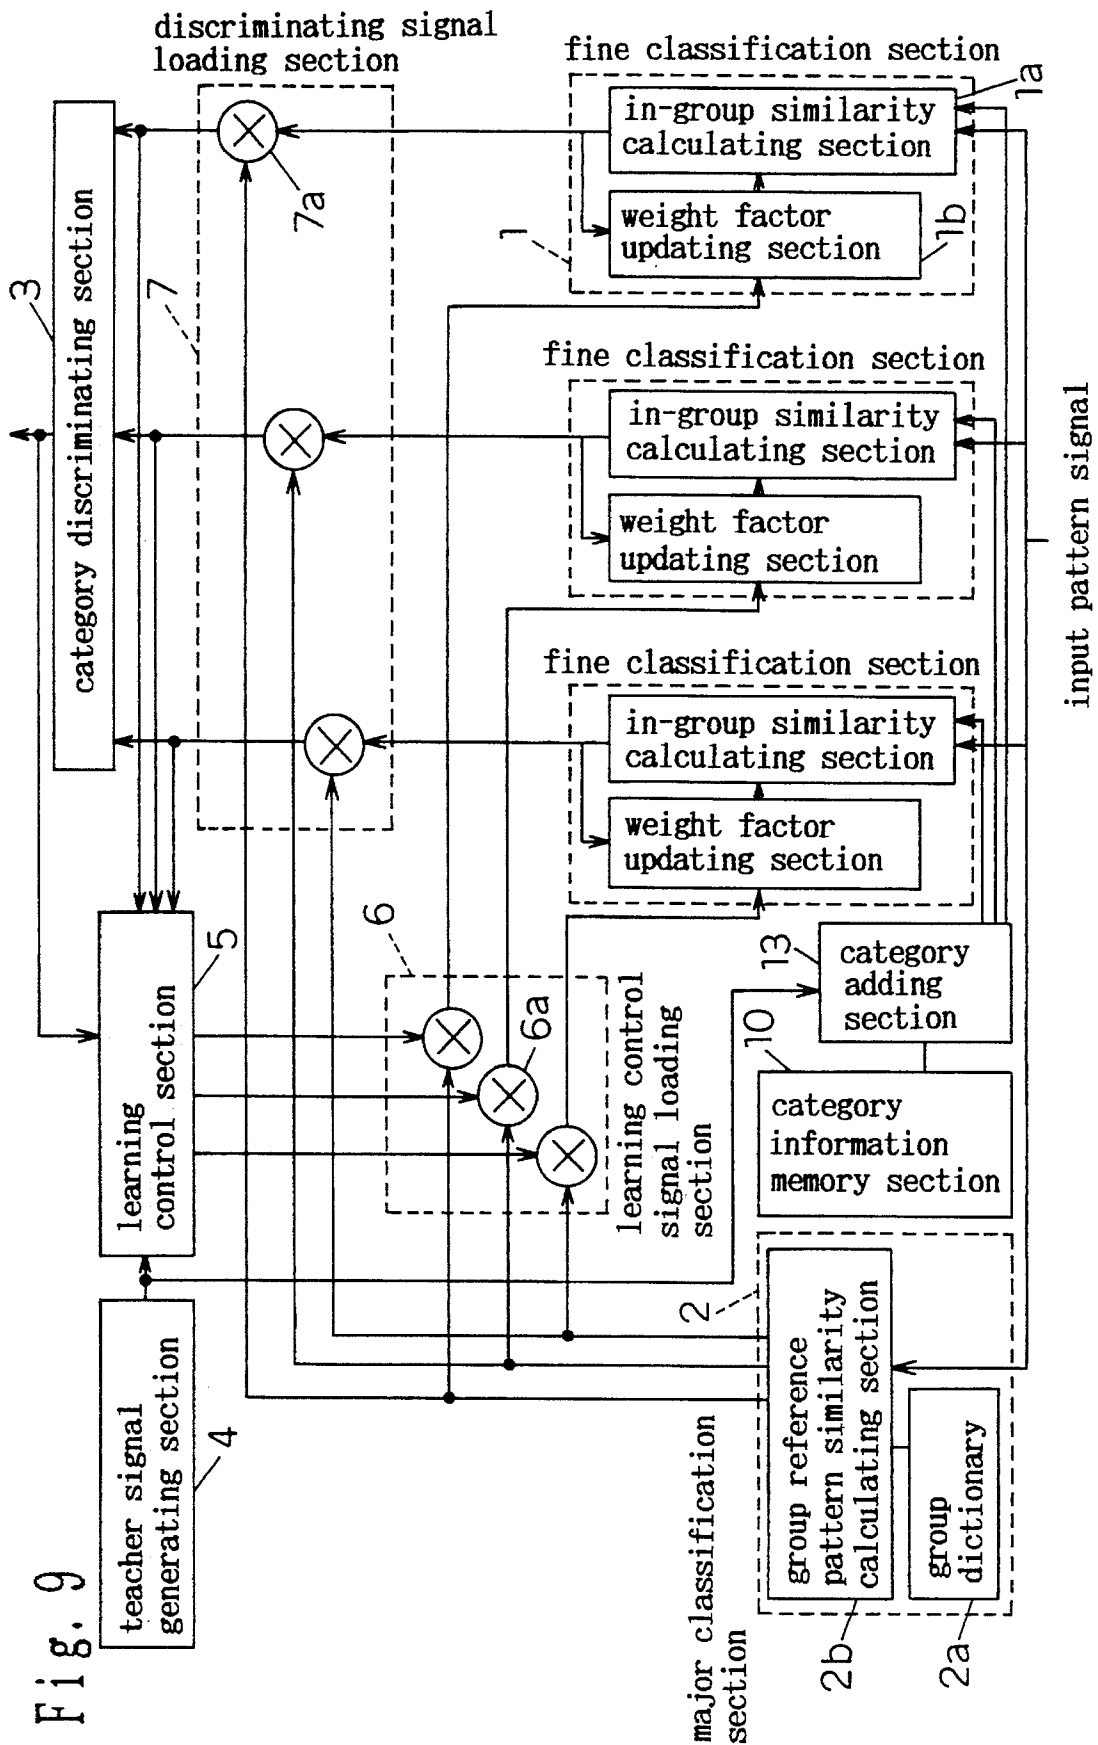 Fig. 9
discriminating signal
loading section
3
category discriminating section
7
7a
fine classification section
1a
in-group similarity
calculating section
1
weight factor
updating section
1b
fine classification section
in-group similarity
calculating section
weight factor
updating section
fine classification section
in-group similarity
calculating section
weight factor
updating section
input pattern signal
learning
control section
5
6
6a
learning control
signal loading
section
13
category
adding
section
10
category
information
memory section
teacher signal
generating section
4
major classification
section
2
group reference
pattern similarity
calculating section
2b
group
dictionary
2a